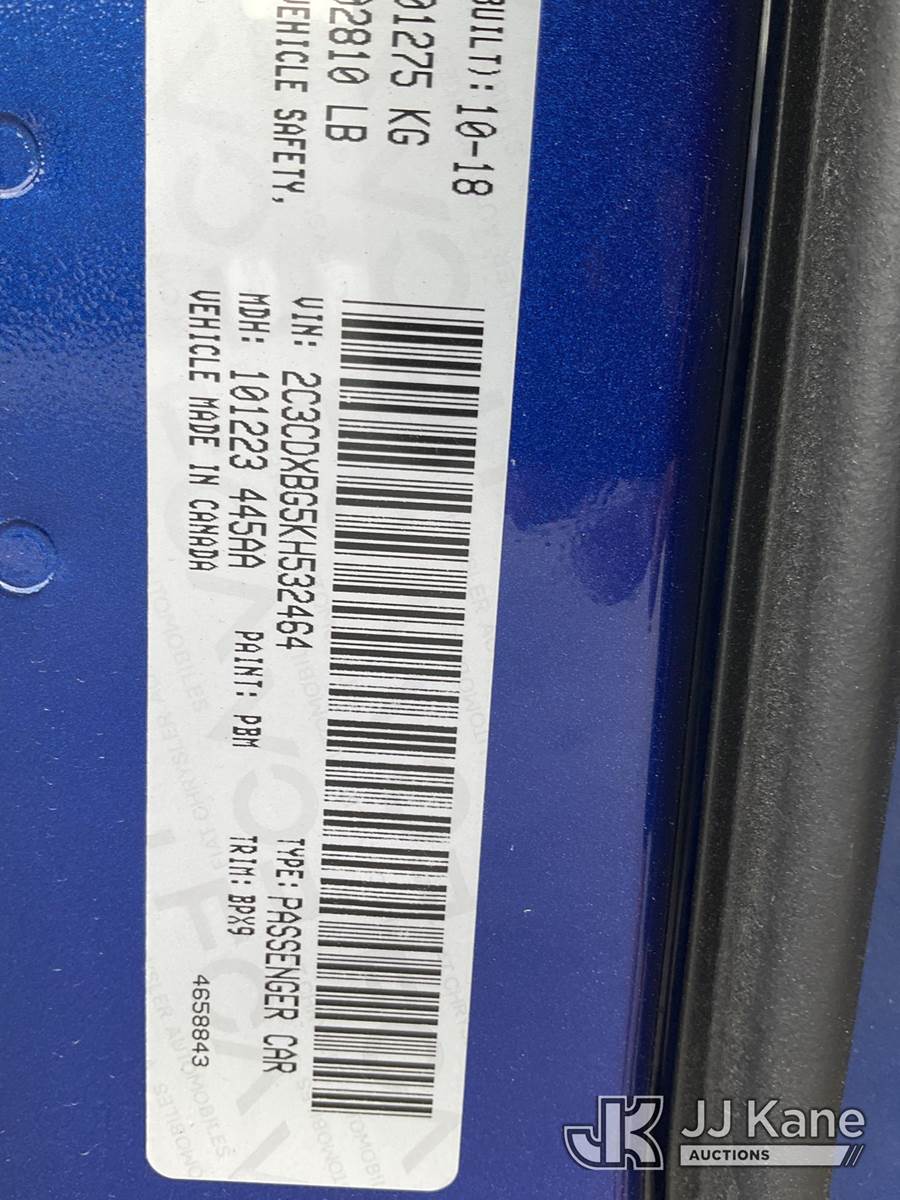 BUILT): 10-18
01275 KG
02810 LB
VEHICLE SAFETY,
VIN: 2C3CDXBG5KH532464
TYPE: PASSENGER CAR
MDH: 101223 445AA PAINT: PBM TRIM: BPX9
VEHICLE MADE IN CANADA
4658843
JK
JJ Kane
AUCTIONS